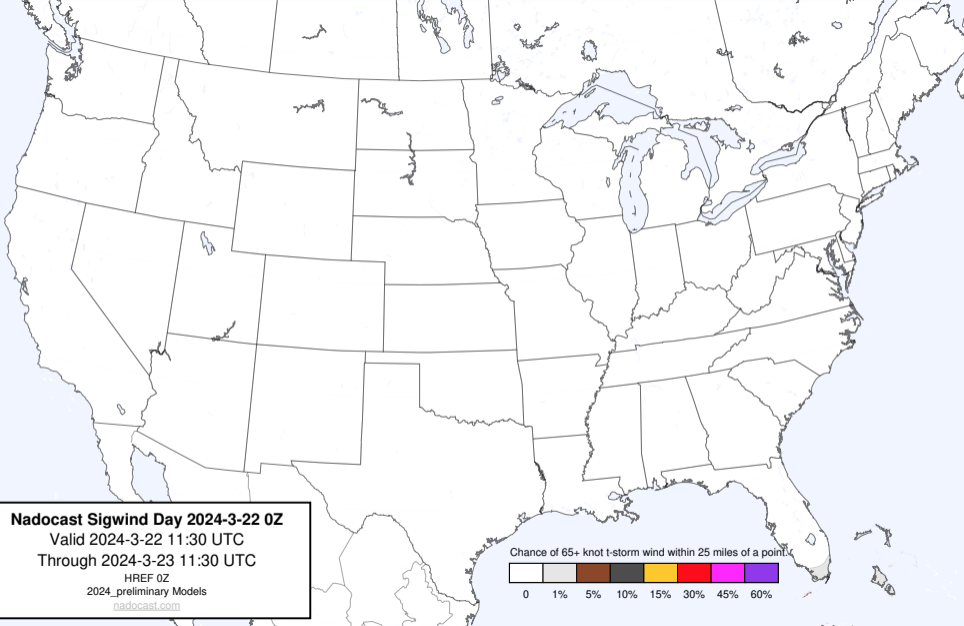 Nadocast Sigwind Day 2024-3-22 0Z
Valid 2024-3-22 11:30 UTC
Through 2024-3-23 11:30 UTC
HREF 0Z
2024_preliminary Models
nadocast.com
Chance of 65+ knot t-storm wind within 25 miles of a point.
0 1% 5% 10% 15% 30% 45% 60%